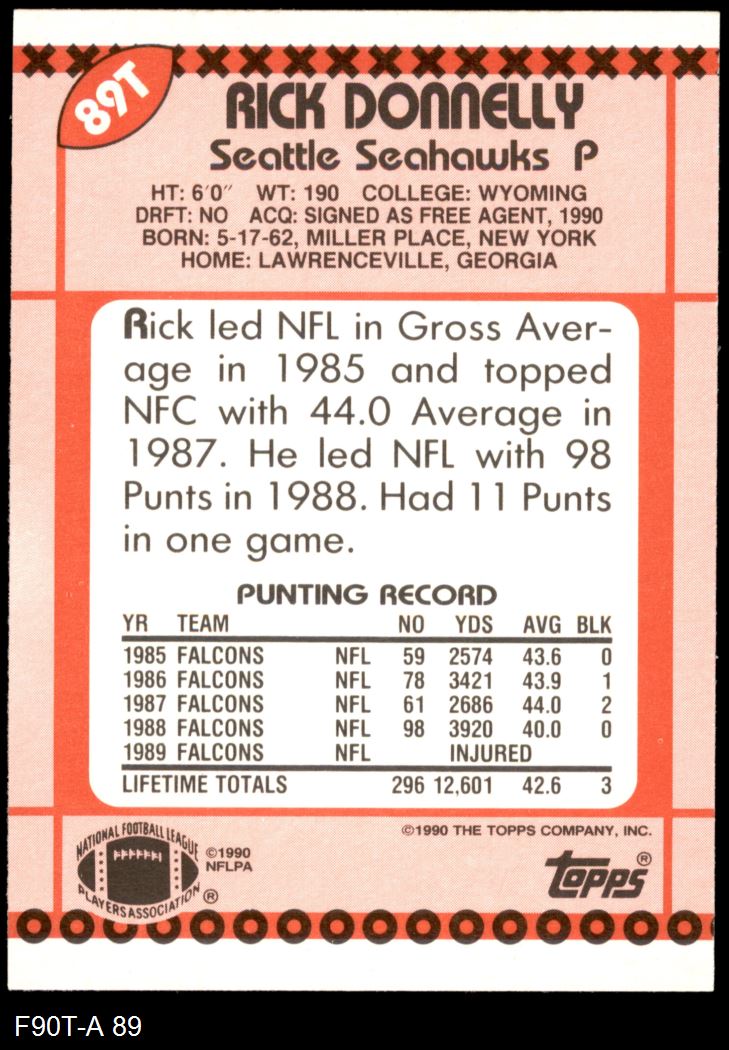 89T
RICK DONNELLY
Seattle Seahawks P
HT: 6'0" WT: 190 COLLEGE: WYOMING
DRFT: NO ACQ: SIGNED AS FREE AGENT, 1990
BORN: 5-17-62, MILLER PLACE, NEW YORK
HOME: LAWRENCEVILLE, GEORGIA
Rick led NFL in Gross Aver-
age in 1985 and topped
NFC with 44.0 Average in
1987. He led NFL with 98
Punts in 1988. Had 11 Punts
in one game.
PUNTING RECORD
YR TEAM NO YDS AVG BLK
1985 FALCONS NFL 59 2574 43.6 0
1986 FALCONS NFL 78 3421 43.9 1
1987 FALCONS NFL 61 2686 44.0 2
1988 FALCONS NFL 98 3920 40.0 0
1989 FALCONS NFL INJURED
LIFETIME TOTALS 296 12,601 42.6 3
©1990 THE TOPPS COMPANY, INC.
NATIONAL FOOTBALL LEAGUE
PLAYERS ASSOCIATION ®
©1990
NFLPA
topps®
F90T-A 89